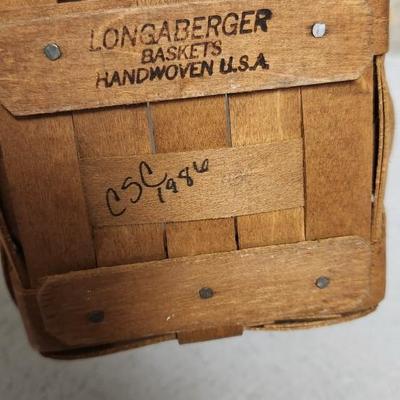 LONGABERGER
BASKETS
HANDWOVEN U.S.A.
CSC 1986